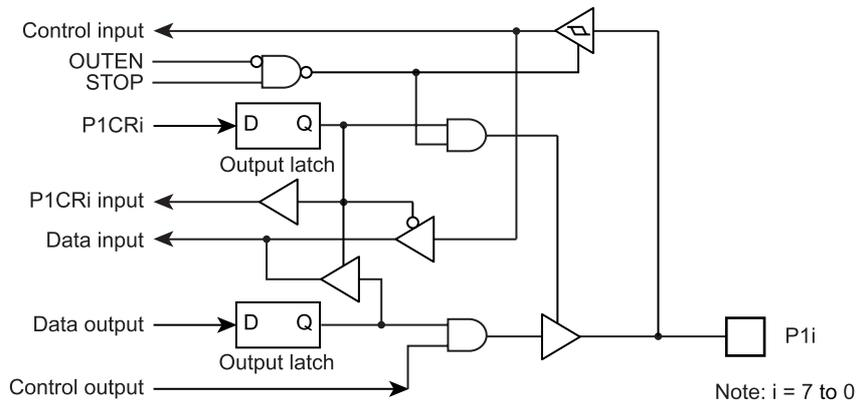 Control input
OUTEN
STOP
P1CRi
D Q
Output latch
P1CRi input
Data input
Data output
D Q
Output latch
P1i
Control output
Note: i = 7 to 0